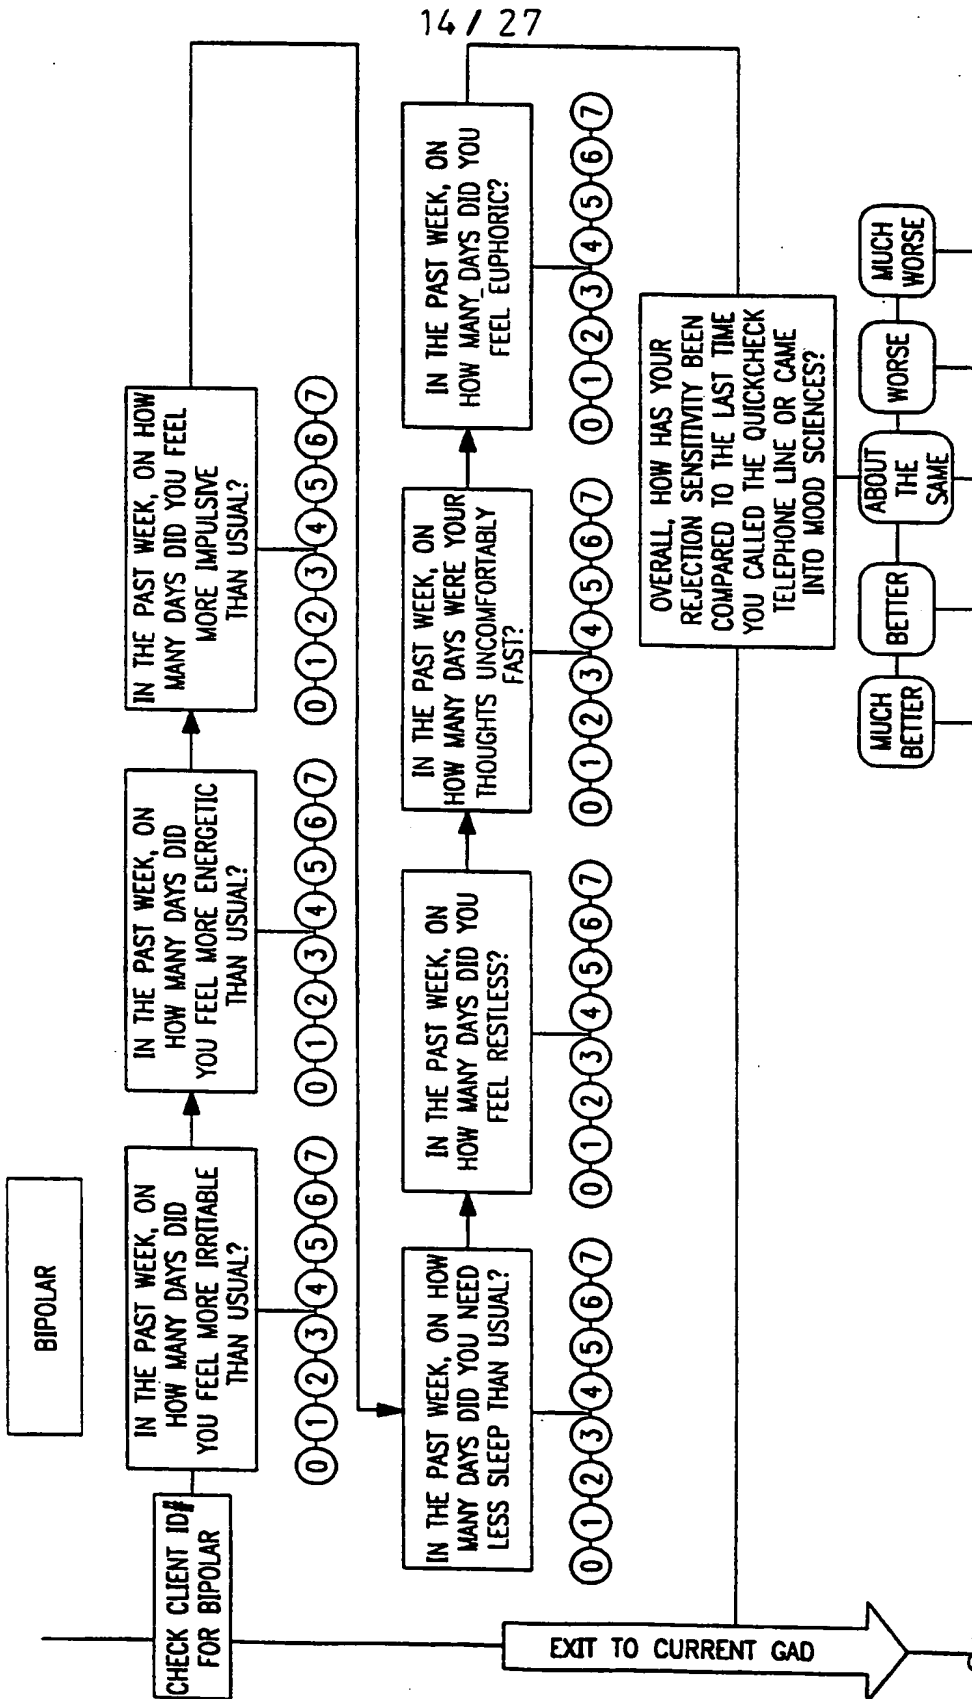 14 / 27
BIPOLAR
CHECK CLIENT ID#
FOR BIPOLAR
IN THE PAST WEEK, ON
HOW MANY DAYS DID
YOU FEEL MORE IRRITABLE
THAN USUAL?
0 1 2 3 4 5 6 7
IN THE PAST WEEK, ON
HOW MANY DAYS DID
YOU FEEL MORE ENERGETIC
THAN USUAL?
0 1 2 3 4 5 6 7
IN THE PAST WEEK, ON HOW
MANY DAYS DID YOU FEEL
MORE IMPULSIVE
THAN USUAL?
0 1 2 3 4 5 6 7
IN THE PAST WEEK, ON HOW
MANY DAYS DID YOU NEED
LESS SLEEP THAN USUAL?
0 1 2 3 4 5 6 7
IN THE PAST WEEK, ON
HOW MANY DAYS DID YOU
FEEL RESTLESS?
0 1 2 3 4 5 6 7
IN THE PAST WEEK, ON
HOW MANY DAYS WERE YOUR
THOUGHTS UNCOMFORTABLY
FAST?
0 1 2 3 4 5 6 7
IN THE PAST WEEK, ON
HOW MANY DAYS DID YOU
FEEL EUPHORIC?
0 1 2 3 4 5 6 7
OVERALL, HOW HAS YOUR
REJECTION SENSITIVITY BEEN
COMPARED TO THE LAST TIME
YOU CALLED THE QUICKCHECK
TELEPHONE LINE OR CAME
INTO MOOD SCIENCES?
MUCH
BETTER
BETTER
ABOUT
THE
SAME
WORSE
MUCH
WORSE
EXIT TO CURRENT GAD